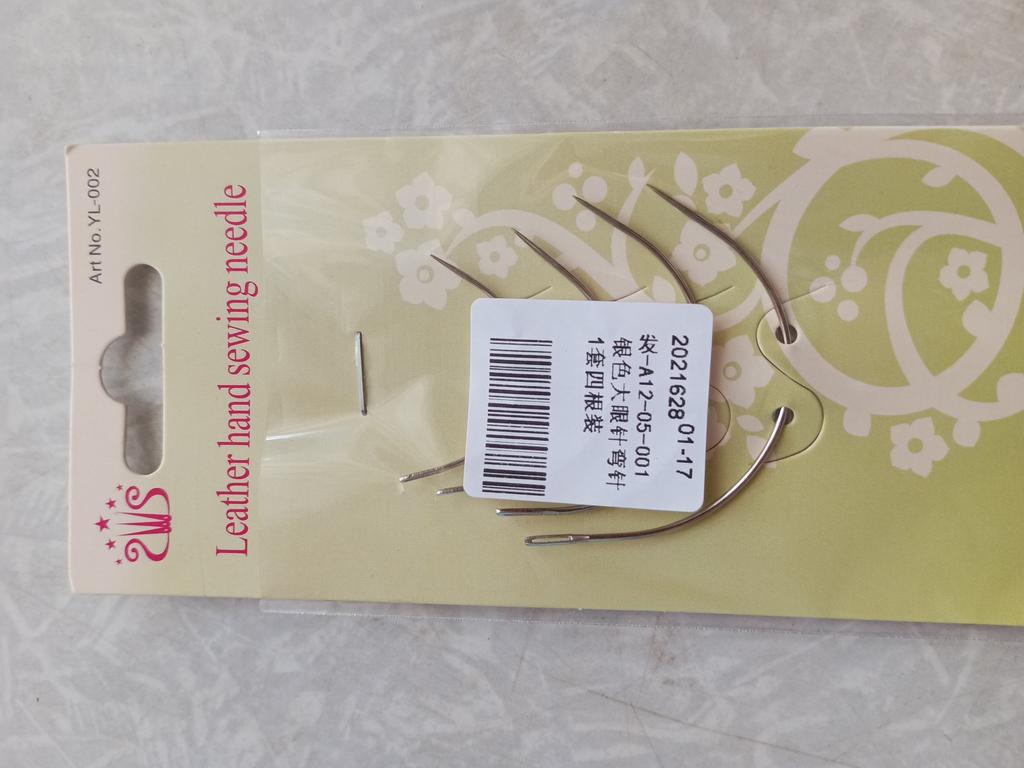 Art No. YL-002
Leather hand sewing needle
2021628 01-17
-A12-05-001
银色大眼针弯针
1套四根装